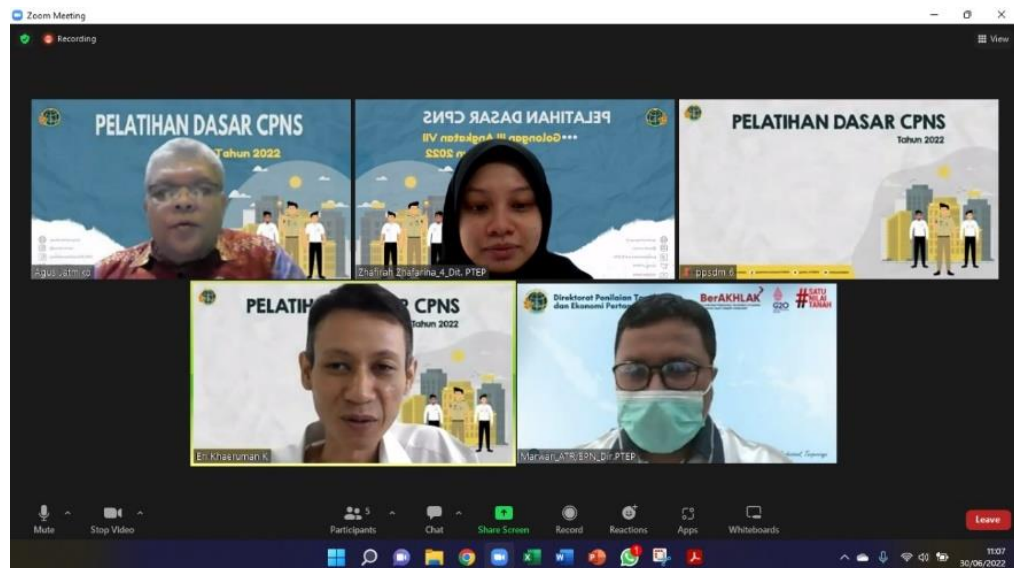 Zoom Meeting
Recording
View
PELATIHAN DASAR CPNS
Tahun 2022
Agus Jatmiko
PELATIHAN DASAR CPNS
Golongan III Angkatan VII
2022
Zhafirah Zhafarina_4_Dit. PTEP
PELATIHAN DASAR CPNS
Tahun 2022
ppsdm 6
PELATIH
AR CPNS
Tahun 2022
Eri Khaeruman K
Direktorat Penilaian
dan Ekonomi
BerAKHLAK
G20
#SATU
NILAI
TANAH
Marwan_ATR/BPN_Dir.PTEP
Mute
Stop Video
Participants
5
Chat
Share Screen
Record
Reactions
Apps
Whiteboards
Leave
11:07
30/06/2022